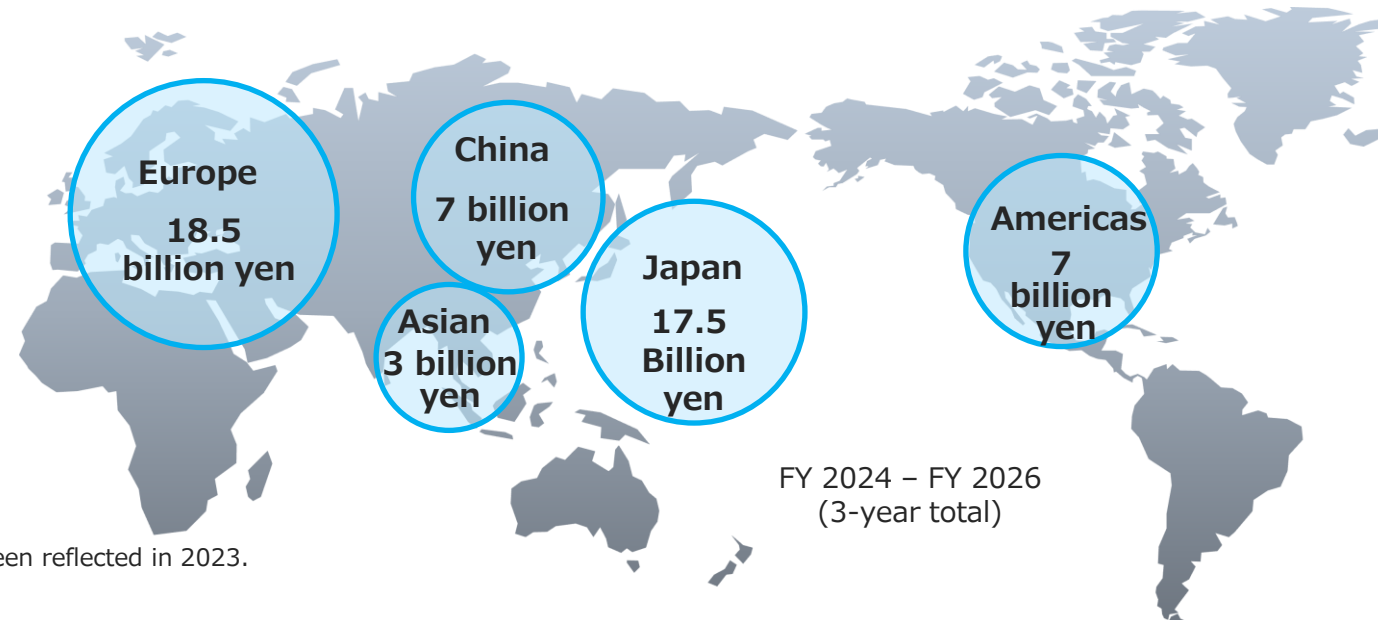 Europe
18.5
billion yen
China
7 billion
yen
Asian
3 billion
yen
Japan
17.5
Billion
yen
Americas
7
billion
yen
FY 2024 – FY 2026
(3-year total)
reflected in 2023.